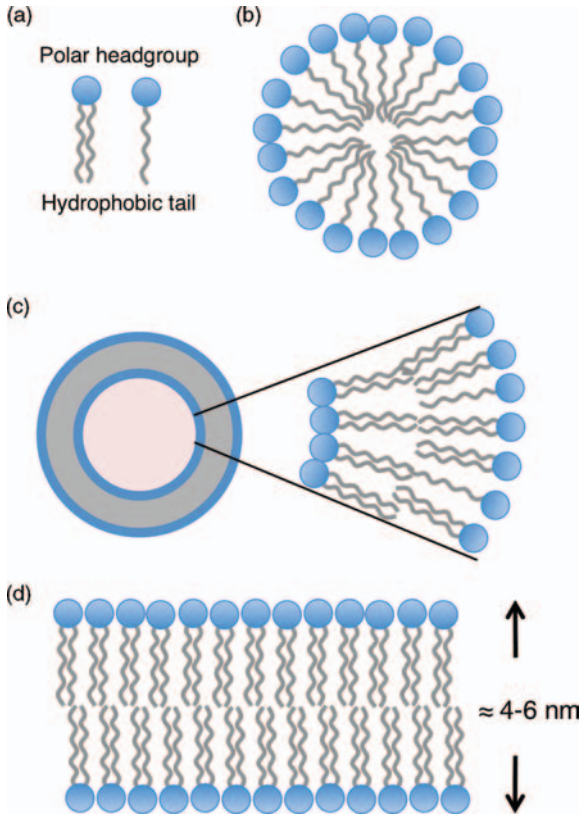 (a)
Polar headgroup
Hydrophobic tail
(b)
(c)
(d)
≈ 4-6 nm